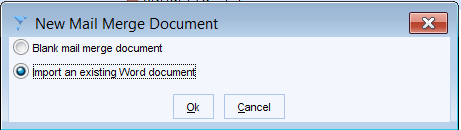 New Mail Merge Document
Blank mail merge document
Import an existing Word document
Ok Cancel